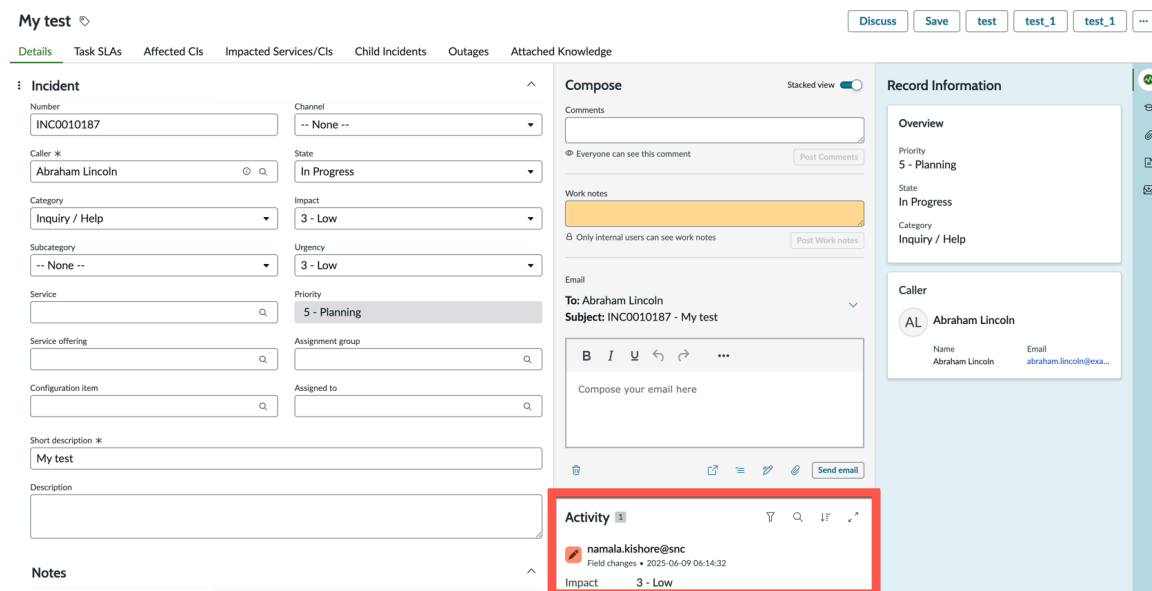 My test
Discuss
Save
test
test_1
test_1
Details
Task SLAs
Affected CIs
Impacted Services/CIs
Child Incidents
Outages
Attached Knowledge
Incident
Number
INC0010187
Channel
-- None --
Caller
Abraham Lincoln
State
In Progress
Category
Inquiry / Help
Impact
3 - Low
Subcategory
-- None --
Urgency
3 - Low
Service
Priority
5 - Planning
Service offering
Assignment group
Configuration item
Assigned to
Short description
My test
Description
Notes
Compose
Stacked view
Comments
Everyone can see this comment
Post Comments
Work notes
Only internal users can see work notes
Post Work notes
Email
To: Abraham Lincoln
Subject: INC0010187 - My test
B I U
Compose your email here
Send email
Activity 1
namala.kishore@snc
Field changes • 2025-06-09 06:14:32
Impact 3 - Low
Record Information
Overview
Priority
5 - Planning
State
In Progress
Category
Inquiry / Help
Caller
AL
Abraham Lincoln
Name
Abraham Lincoln
Email
abraham.lincoln@exa...